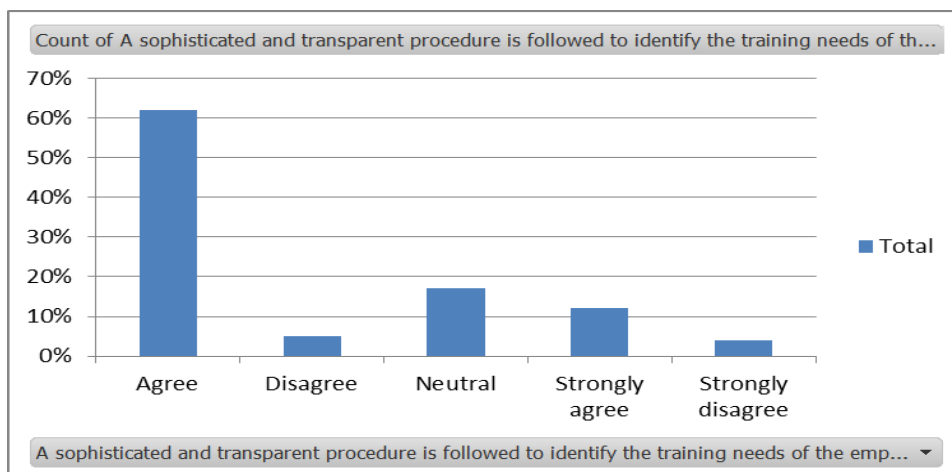 Count of A sophisticated and transparent procedure is followed to identify the training needs of th...
70%
60%
50%
40%
30%
20%
10%
0%
Agree
Disagree
Neutral
Strongly
agree
Strongly
disagree
Total
A sophisticated and transparent procedure is followed to identify the training needs of the emp...